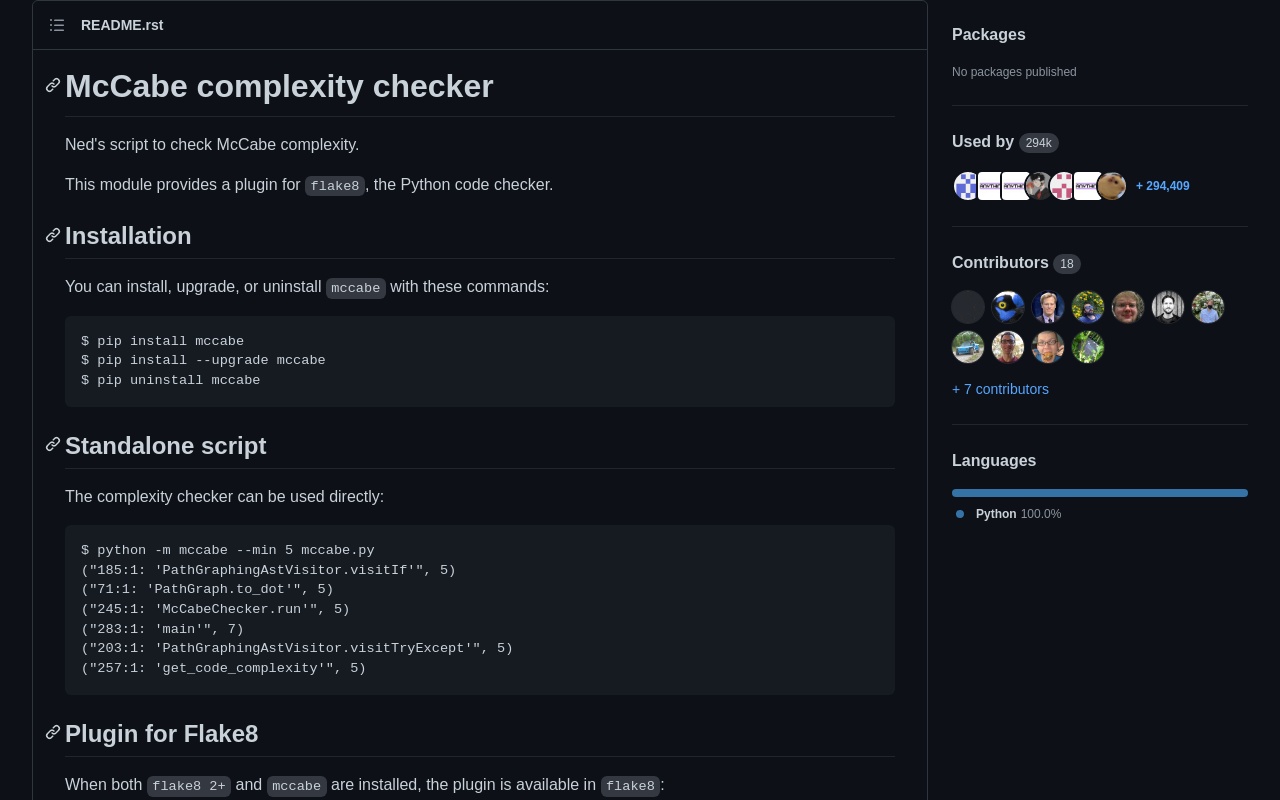 README.rst
McCabe complexity checker
Ned's script to check McCabe complexity.
This module provides a plugin for flake8, the Python code checker.
Installation
You can install, upgrade, or uninstall mccabe with these commands:
$ pip install mccabe
$ pip install --upgrade mccabe
$ pip uninstall mccabe
Standalone script
The complexity checker can be used directly:
$ python -m mccabe --min 5 mccabe.py
("185:1: 'PathGraphingAstVisitor.visitIf'", 5)
("71:1: 'PathGraph.to_dot'", 5)
("245:1: 'McCabeChecker.run'", 5)
("283:1: 'main'", 7)
("203:1: 'PathGraphingAstVisitor.visitTryExcept'", 5)
("257:1: 'get_code_complexity'", 5)
Plugin for Flake8
When both flake8 2+ and mccabe are installed, the plugin is available in flake8:
Packages
No packages published
Used by 294k
+ 294,409
Contributors 18
+ 7 contributors
Languages
Python 100.0%